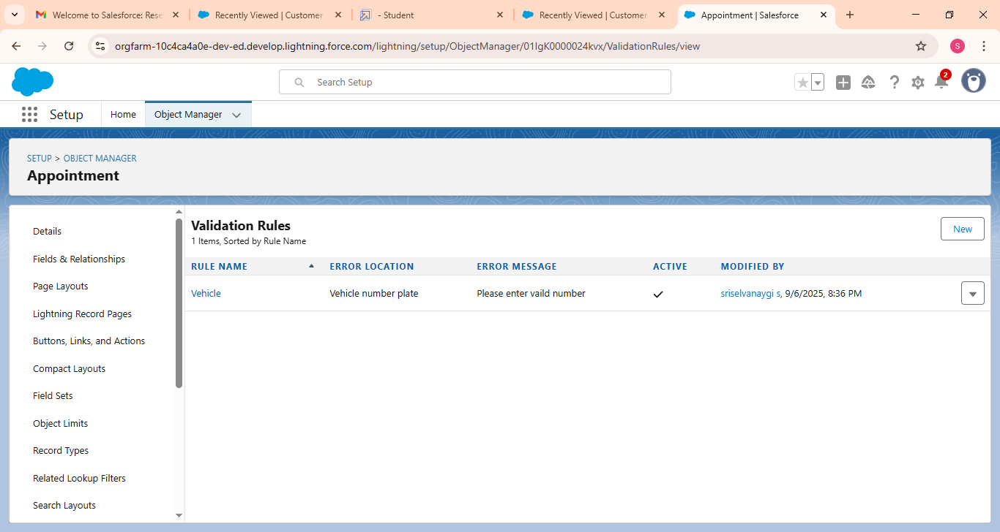 Welcome to Salesforce: Rese
Recently Viewed | Customer
- Student
Recently Viewed | Customer
Appointment | Salesforce
orgfarm-10c4ca4a0e-dev-ed.develop.lightning.force.com/lightning/setup/ObjectManager/01IgK0000024kvx/ValidationRules/view
S
Search Setup
2
Setup
Home
Object Manager
SETUP > OBJECT MANAGER
Appointment
Details
Fields & Relationships
Page Layouts
Lightning Record Pages
Buttons, Links, and Actions
Compact Layouts
Field Sets
Object Limits
Record Types
Related Lookup Filters
Search Layouts
Validation Rules
1 Items, Sorted by Rule Name
New
RULE NAME ERROR LOCATION ERROR MESSAGE ACTIVE MODIFIED BY
Vehicle Vehicle number plate Please enter vaild number sriselvanaygi s, 9/6/2025, 8:36 PM